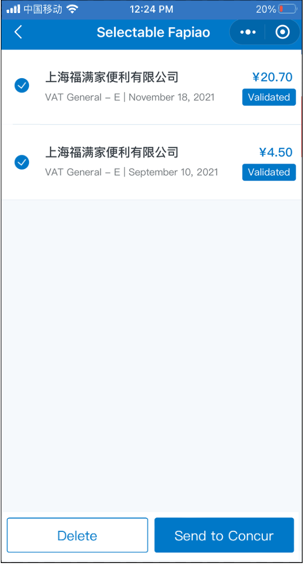 中国移动 12:24 PM 20%
Selectable Fapiao
上海福满家便利有限公司 ¥20.70
VAT General - E | November 18, 2021 Validated
上海福满家便利有限公司 ¥4.50
VAT General - E | September 10, 2021 Validated
Delete Send to Concur